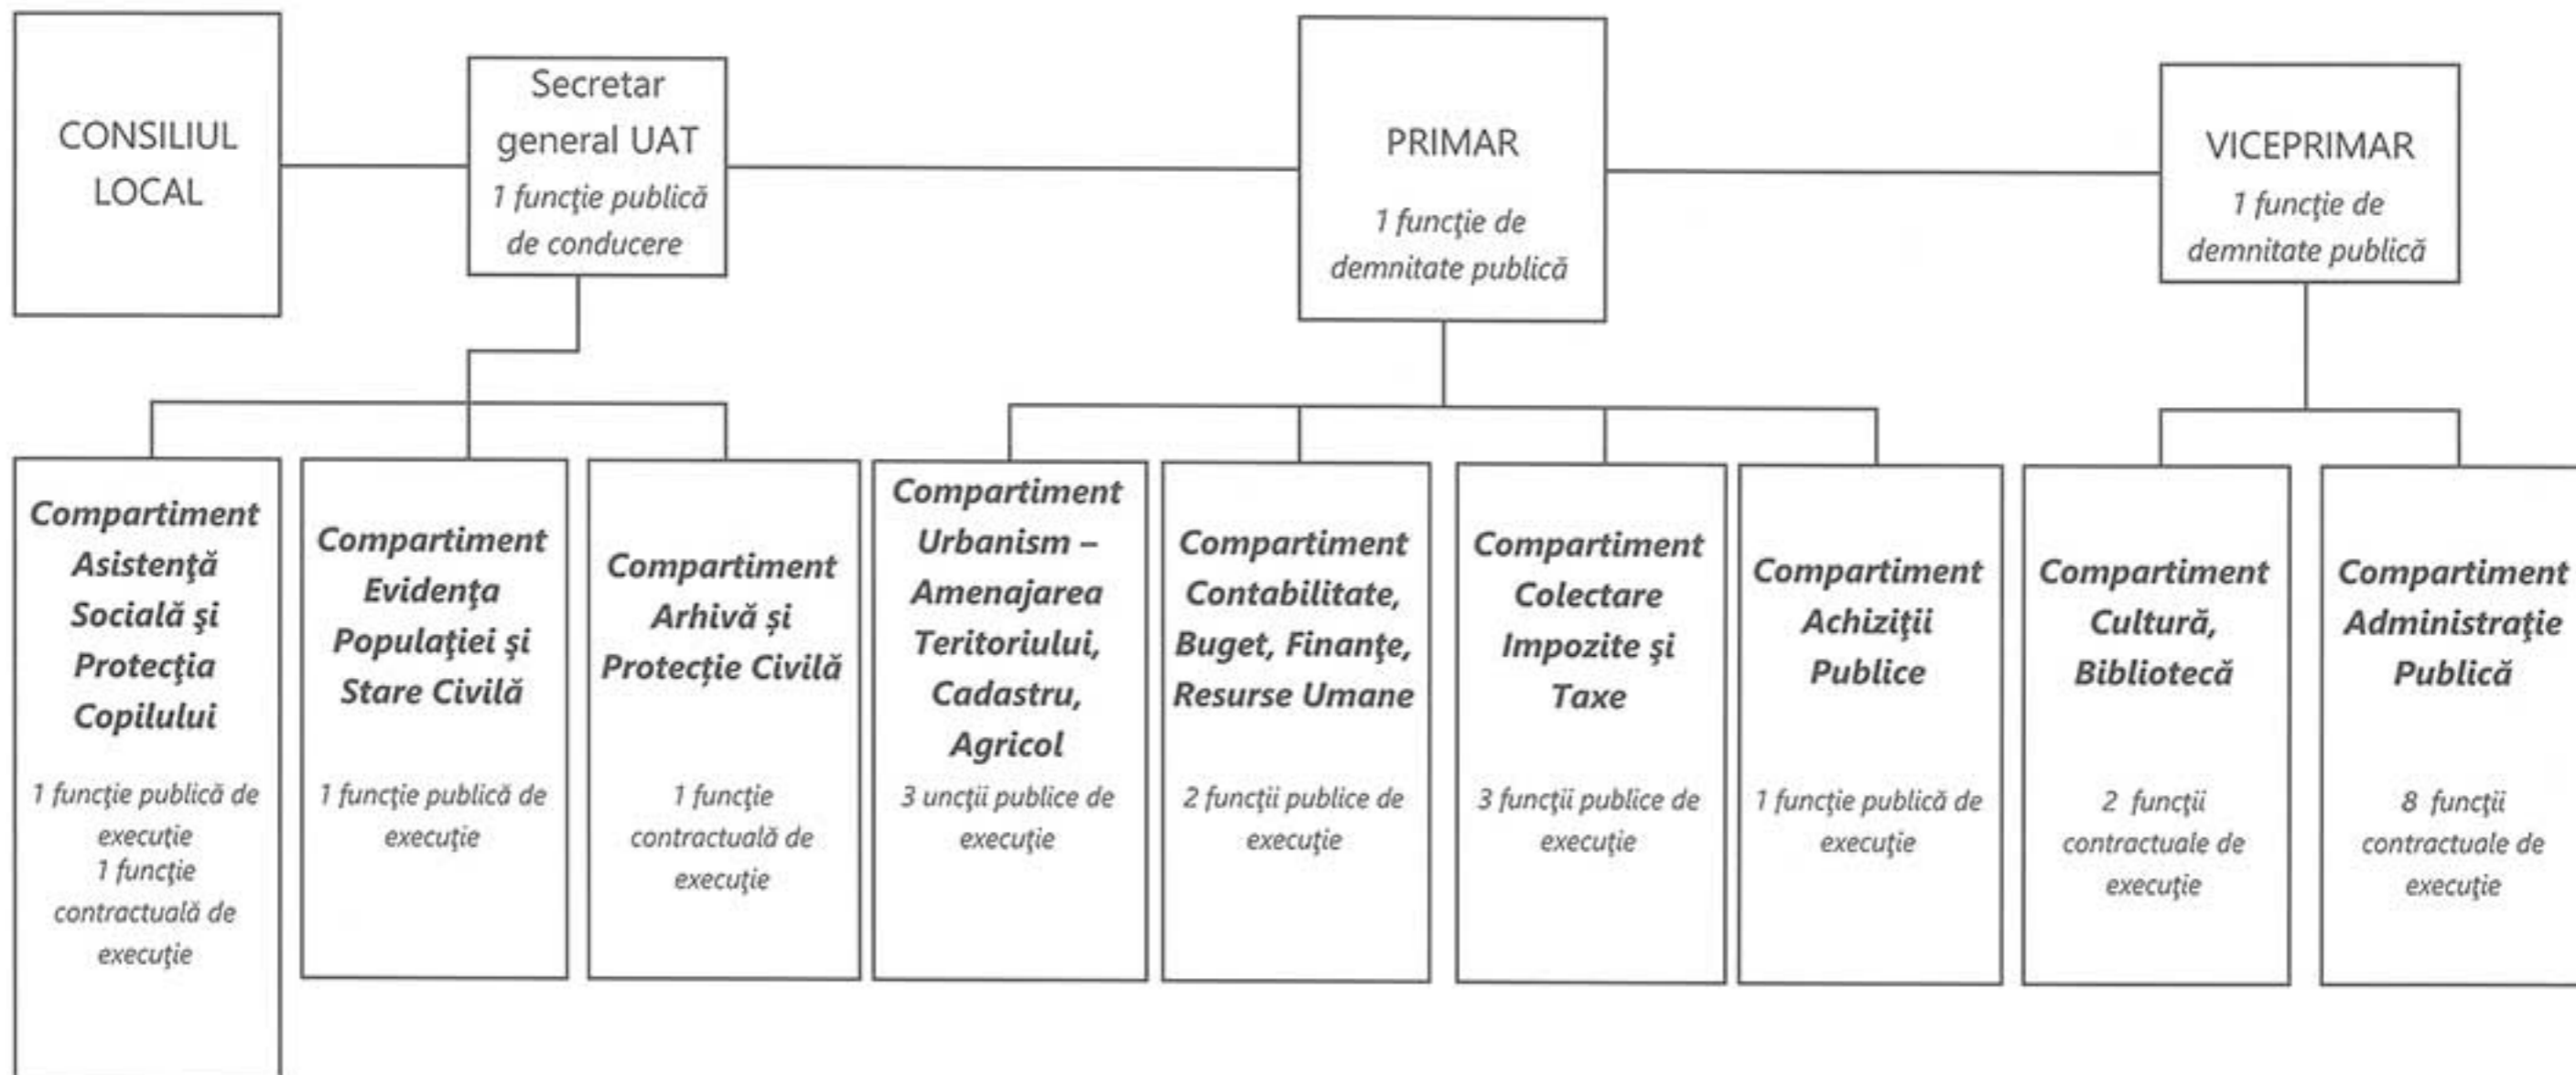 CONSILIUL
LOCAL
Secretar
general UAT
1 funcţie publică
de conducere
PRIMAR
1 funcţie de
demnitate publică
VICEPRIMAR
1 funcţie de
demnitate publică
Compartiment
Asistenţă
Socială şi
Protecţia
Copilului
1 funcţie publică de
execuţie
1 funcţie
contractuală de
execuţie
Compartiment
Evidenţa
Populaţiei şi
Stare Civilă
1 funcţie publică de
execuţie
Compartiment
Arhivă și
Protecție Civilă
1 funcţie
contractuală de
execuţie
Compartiment
Urbanism –
Amenajarea
Teritoriului,
Cadastru,
Agricol
3 uncţii publice de
execuţie
Compartiment
Contabilitate,
Buget, Finanţe,
Resurse Umane
2 funcţii publice de
execuţie
Compartiment
Colectare
Impozite şi
Taxe
3 funcţii publice de
execuţie
Compartiment
Achiziţii
Publice
1 funcţie publică de
execuţie
Compartiment
Cultură,
Bibliotecă
2 funcţii
contractuale de
execuţie
Compartiment
Administraţie
Publică
8 funcţii
contractuale de
execuţie